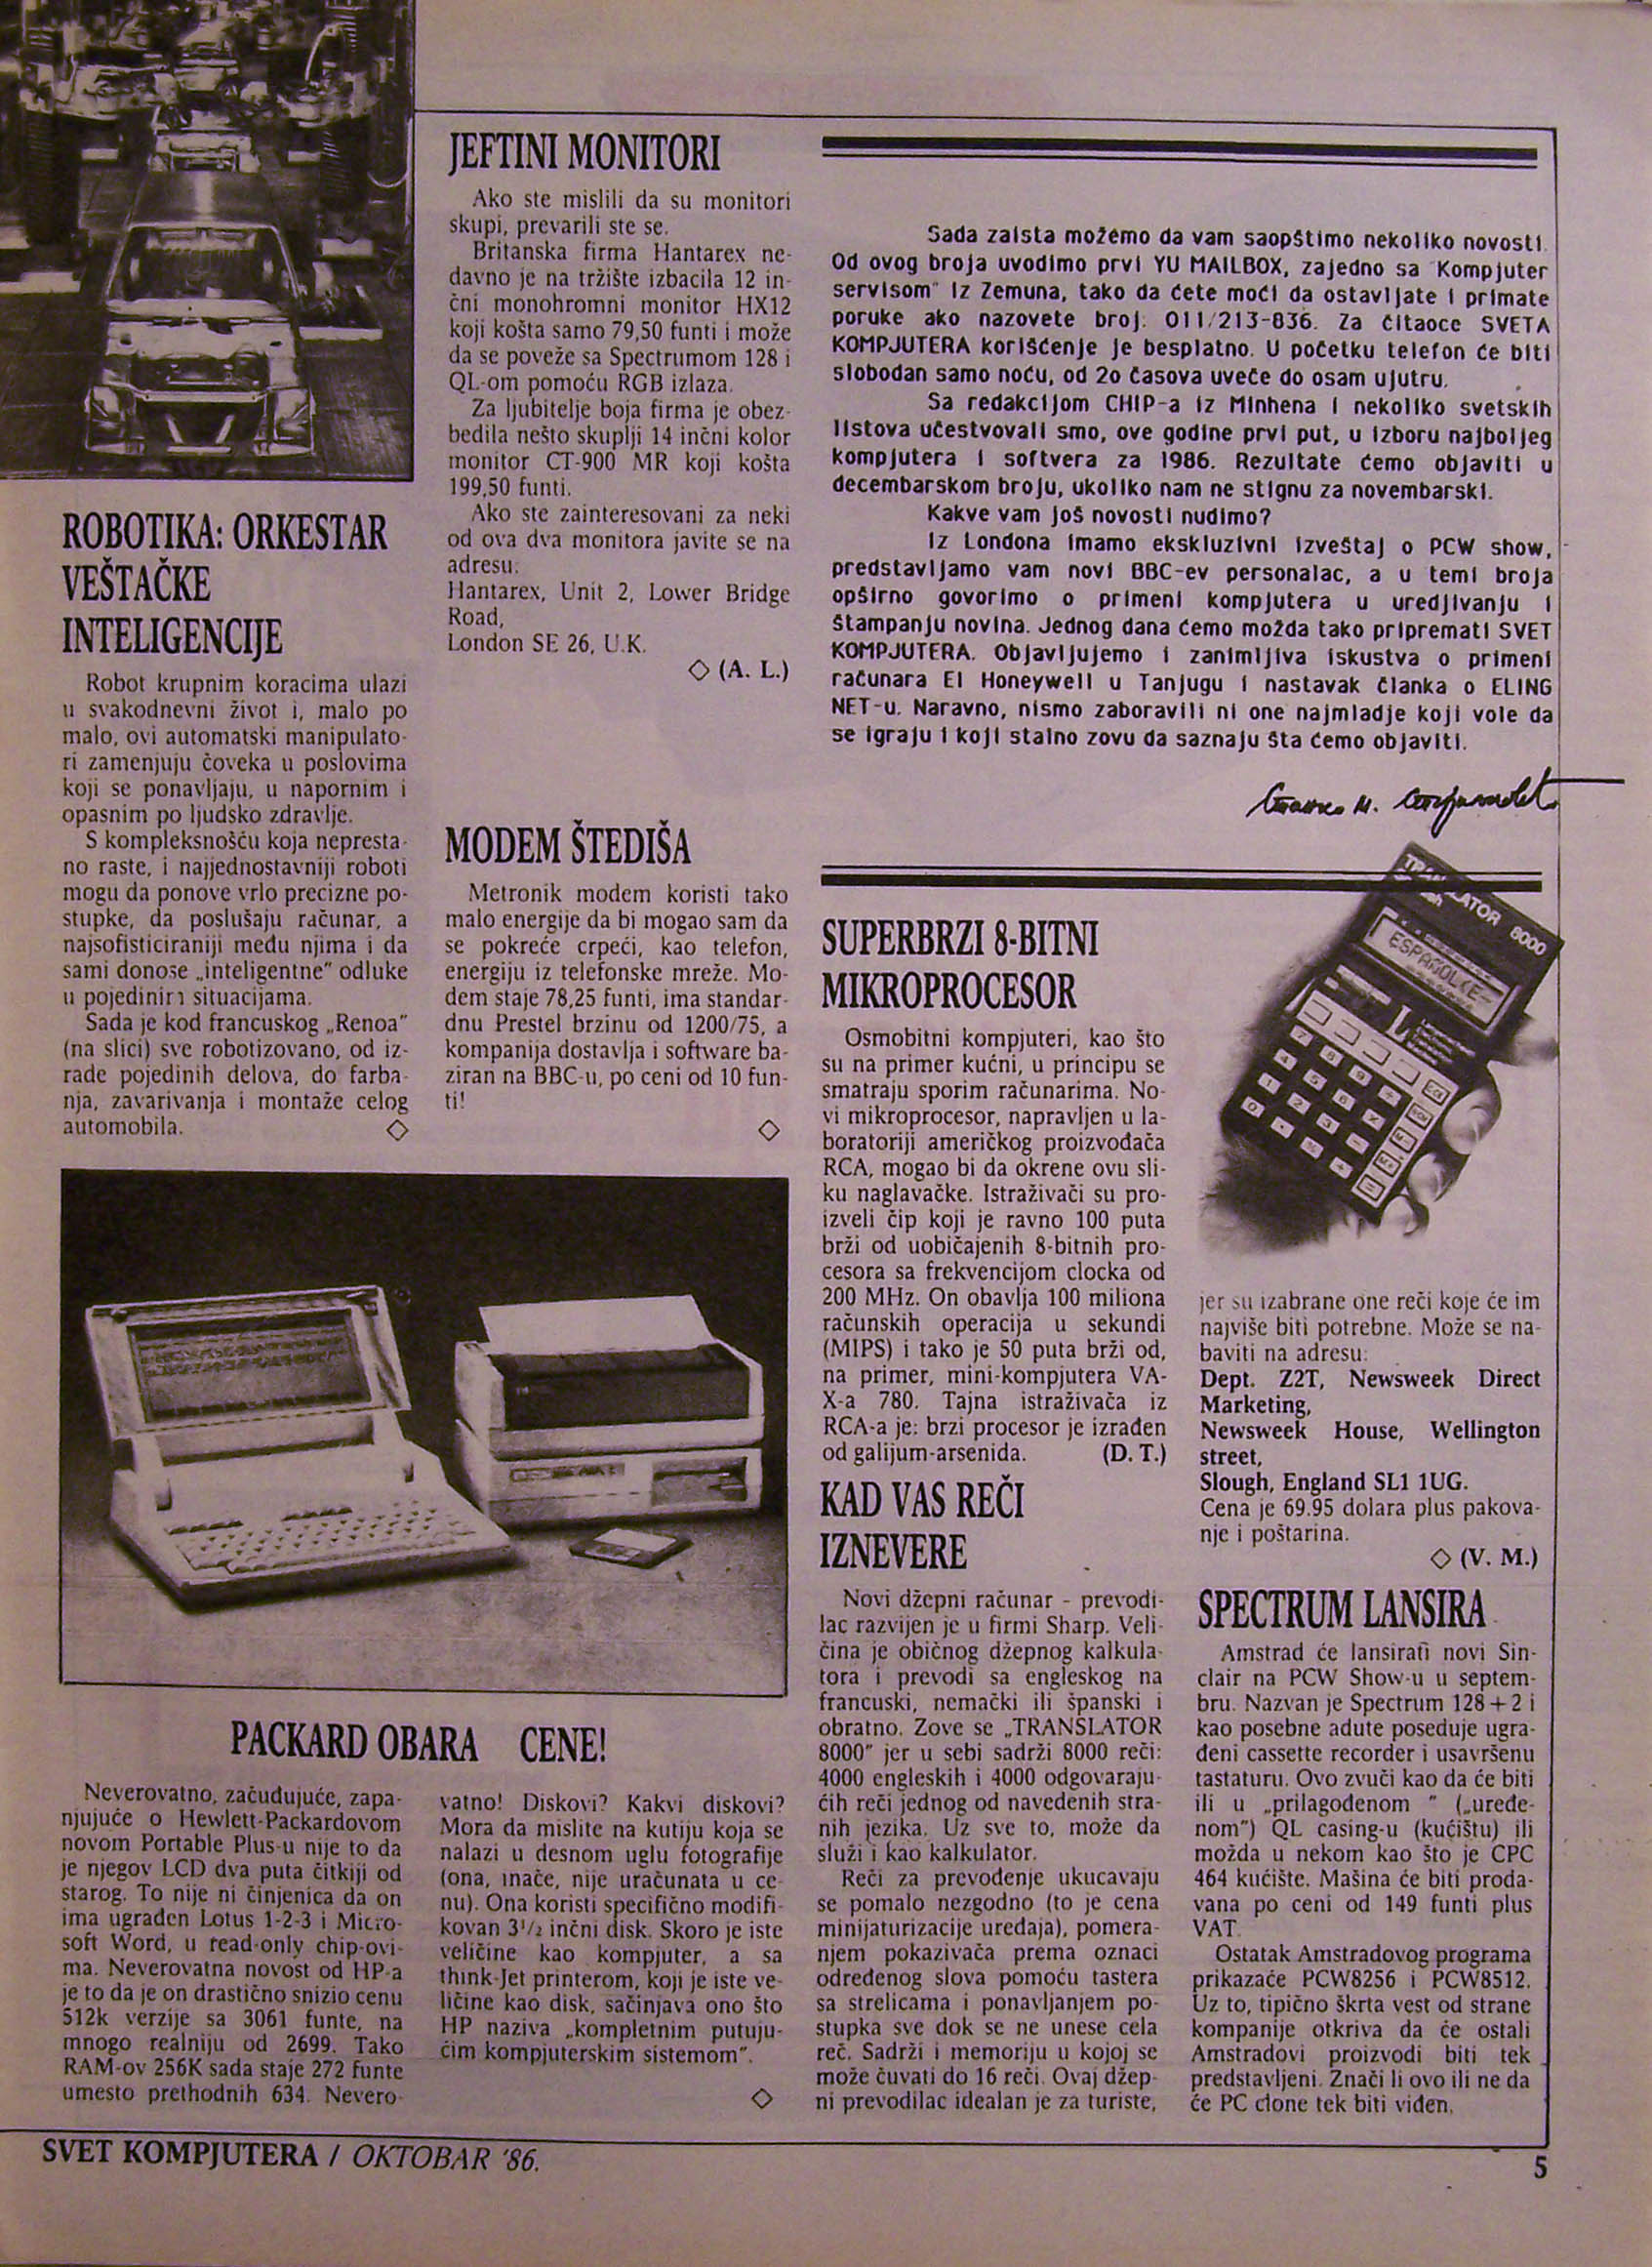 ROBOTIKA: ORKESTAR
VEŠTAČKE
INTELIGENCIJE
Robot krupnim koracima ulazi
u svakodnevni život i, malo po
malo, ovi automatski manipulato-
ri zamenjuju čoveka u poslovima
koji se ponavljaju, u napornim i
opasnim po ljudsko zdravlje.
S kompleksnošću koja nepresta-
no raste, i najjednostavniji roboti
mogu da ponove vrlo precizne po-
stupke, da poslušaju računar, a
najsofisticiraniji među njima i da
sami donose „inteligentne" odluke
u pojedinim situacijama.
Sada je kod francuskog „Renoa"
(na slici) sve robotizovano, od iz-
rade pojedinih delova, do farba-
nja, zavarivanja i montaže celog
automobila. ◇
JEFTINI MONITORI
Ako ste mislili da su monitori
skupi, prevarili ste se.
Britanska firma Hantarex ne-
davno je na tržište izbacila 12 in-
čni monohromni monitor HX12
koji košta samo 79,50 funti i može
da se poveže sa Spectrumom 128 i
QL-om pomoću RGB izlaza.
Za ljubitelje boja firma je obez-
bedila nešto skuplji 14 inčni kolor
monitor CT-900 MR koji košta
199,50 funti.
Ako ste zainteresovani za neki
od ova dva monitora javite se na
adresu:
Hantarex, Unit 2, Lower Bridge
Road,
London SE 26, U.K.
◇ (A. L.)
MODEM ŠTEDIŠA
Metronik modem koristi tako
malo energije da bi mogao sam da
se pokreće crpeći, kao telefon,
energiju iz telefonske mreže. Mo-
dem staje 78,25 funti, ima standar-
dnu Prestel brzinu od 1200/75, a
kompanija dostavlja i software ba-
ziran na BBC-u, po ceni od 10 fun-
ti!
◇
PACKARD OBARA CENE!
Neverovatno, začuđujuće, zapa-
njujuće o Hewlett-Packardovom
novom Portable Plus-u nije to da
je njegov LCD dva puta čitkiji od
starog. To nije ni činjenica da on
ima ugrađen Lotus 1-2-3 i Micro-
soft Word, u read-only chip-ovi-
ma. Neverovatna novost od HP-a
je to da je on drastično snizio cenu
512k verzije sa 3061 funte, na
mnogo realniju od 2699. Tako
RAM-ov 256K sada staje 272 funte
umesto prethodnih 634. Nevero-
vatno! Diskovi? Kakvi diskovi?
Mora da mislite na kutiju koja se
nalazi u desnom uglu fotografije
(ona, inače, nije uračunata u ce-
nu). Ona koristi specifično modifi-
kovan 3½ inčni disk. Skoro je iste
veličine kao kompjuter, a sa
think-Jet printerom, koji je iste ve-
ličine kao disk, sačinjava ono što
HP naziva „kompletnim putuju-
ćim kompjuterskim sistemom".
◇
Sada zaista možemo da vam saopštimo nekoliko novosti.
Od ovog broja uvodimo prvi YU MAILBOX, zajedno sa "Kompjuter
servisom" iz Zemuna, tako da ćete moći da ostavljate i primate
poruke ako nazovete broj: 011/213-836. Za čitaoce SVETA
KOMPJUTERA korišćenje je besplatno. U početku telefon će biti
slobodan samo noću, od 2o časova uveče do osam ujutru.
Sa redakcijom CHIP-a iz Minhena i nekoliko svetskih
listova učestvovali smo, ove godine prvi put, u izboru najboljeg
kompjutera i softvera za 1986. Rezultate ćemo objaviti u
decembarskom broju, ukoliko nam ne stignu za novembarski.
Kakve vam još novosti nudimo?
Iz Londona imamo ekskluzivni izveštaj o PCW show,
predstavljamo vam novi BBC-ev personalac, a u temi broja
opširno govorimo o primeni kompjutera u uredjivanju i
štampanju novina. Jednog dana ćemo možda tako pripremati SVET
KOMPJUTERA. Objavljujemo i zanimljiva iskustva o primeni
računara EI Honeywell u Tanjugu i nastavak članka o ELING
NET-u. Naravno, nismo zaboravili ni one najmladje koji vole da
se igraju i koji stalno zovu da saznaju šta ćemo objaviti.
SUPERBRZI 8-BITNI
MIKROPROCESOR
Osmobitni kompjuteri, kao što
su na primer kućni, u principu se
smatraju sporim računarima. No-
vi mikroprocesor, napravljen u la-
boratoriji američkog proizvođača
RCA, mogao bi da okrene ovu sli-
ku naglavačke. Istraživači su pro-
izveli čip koji je ravno 100 puta
brži od uobičajenih 8-bitnih pro-
cesora sa frekvencijom clocka od
200 MHz. On obavlja 100 miliona
računskih operacija u sekundi
(MIPS) i tako je 50 puta brži od,
na primer, mini-kompjutera VA-
X-a 780. Tajna istraživača iz
RCA-a je: brzi procesor je izrađen
od galijum-arsenida. (D. T.)
KAD VAS REČI
IZNEVERE
Novi džepni računar - prevodi-
lac razvijen je u firmi Sharp. Veli-
čina je običnog džepnog kalkula-
tora i prevodi sa engleskog na
francuski, nemački ili španski i
obratno. Zove se „TRANSLATOR
8000" jer u sebi sadrži 8000 reči:
4000 engleskih i 4000 odgovaraju-
ćih reči jednog od navedenih stra-
nih jezika. Uz sve to, može da
služi i kao kalkulator.
Reči za prevođenje ukucavaju
se pomalo nezgodno (to je cena
minijaturizacije uređaja), pomera-
njem pokazivača prema oznaci
određenog slova pomoću tastera
sa strelicama i ponavljanjem po-
stupka sve dok se ne unese cela
reč. Sadrži i memoriju u kojoj se
može čuvati do 16 reči. Ovaj džep-
ni prevodilac idealan je za turiste,
TRANSLATOR 8000
ESPAÑOL<E
jer su izabrane one reči koje će im
najviše biti potrebne. Može se na-
baviti na adresu:
Dept. Z2T, Newsweek Direct
Marketing,
Newsweek House, Wellington
street,
Slough, England SL1 1UG.
Cena je 69.95 dolara plus pakova-
nje i poštarina.
◇ (V. M.)
SPECTRUM LANSIRA
Amstrad će lansirati novi Sin-
clair na PCW Show-u u septem-
bru. Nazvan je Spectrum 128+2 i
kao posebne adute poseduje ugra-
đeni cassette recorder i usavršenu
tastaturu. Ovo zvuči kao da će biti
ili u „prilagođenom " („uređe-
nom") QL casing-u (kućištu) ili
možda u nekom kao što je CPC
464 kućište. Mašina će biti proda-
vana po ceni od 149 funti plus
VAT.
Ostatak Amstradovog programa
prikazaće PCW8256 i PCW8512.
Uz to, tipično škrta vest od strane
kompanije otkriva da će ostali
Amstradovi proizvodi biti tek
predstavljeni. Znači li ovo ili ne da
će PC clone tek biti viđen.
SVET KOMPJUTERA / OKTOBAR '86.
5